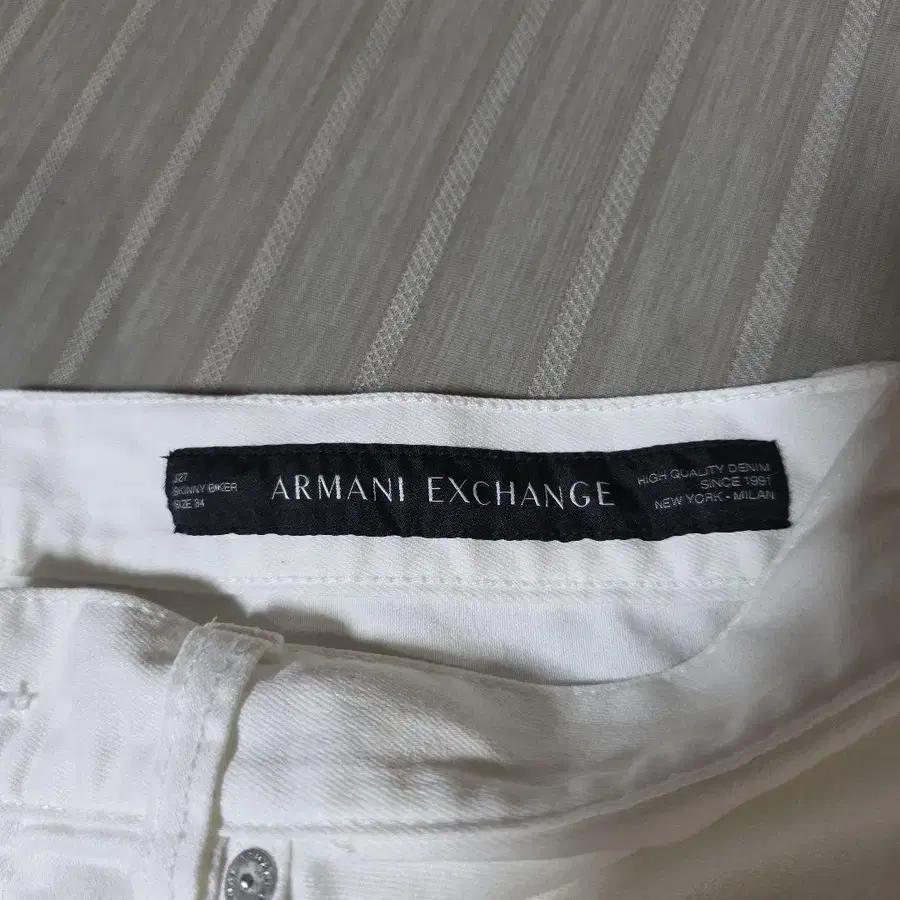 J27
SKINNY BIKER
SIZE 34
ARMANI EXCHANGE
HIGH QUALITY DENIM
SINCE 1991
NEW YORK • MILAN